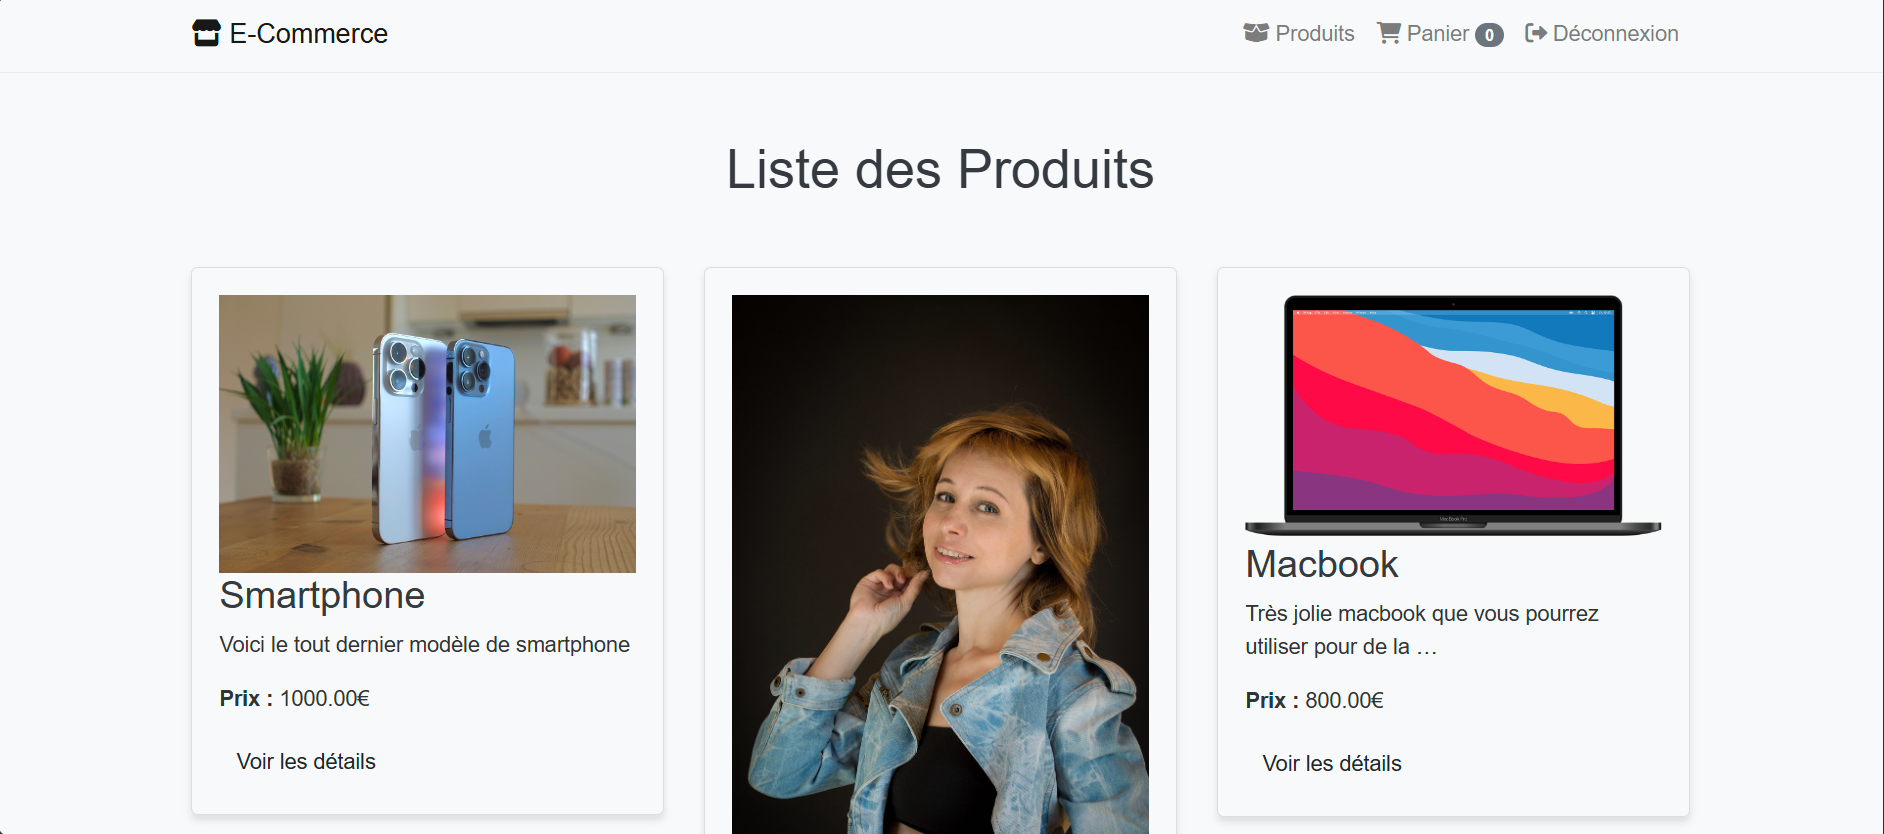 E-Commerce
Produits
Panier 0
Déconnexion
Liste des Produits
Smartphone
Voici le tout dernier modèle de smartphone
Prix : 1000.00€
Voir les détails
Macbook
Très jolie macbook que vous pourrez
utiliser pour de la …
Prix : 800.00€
Voir les détails